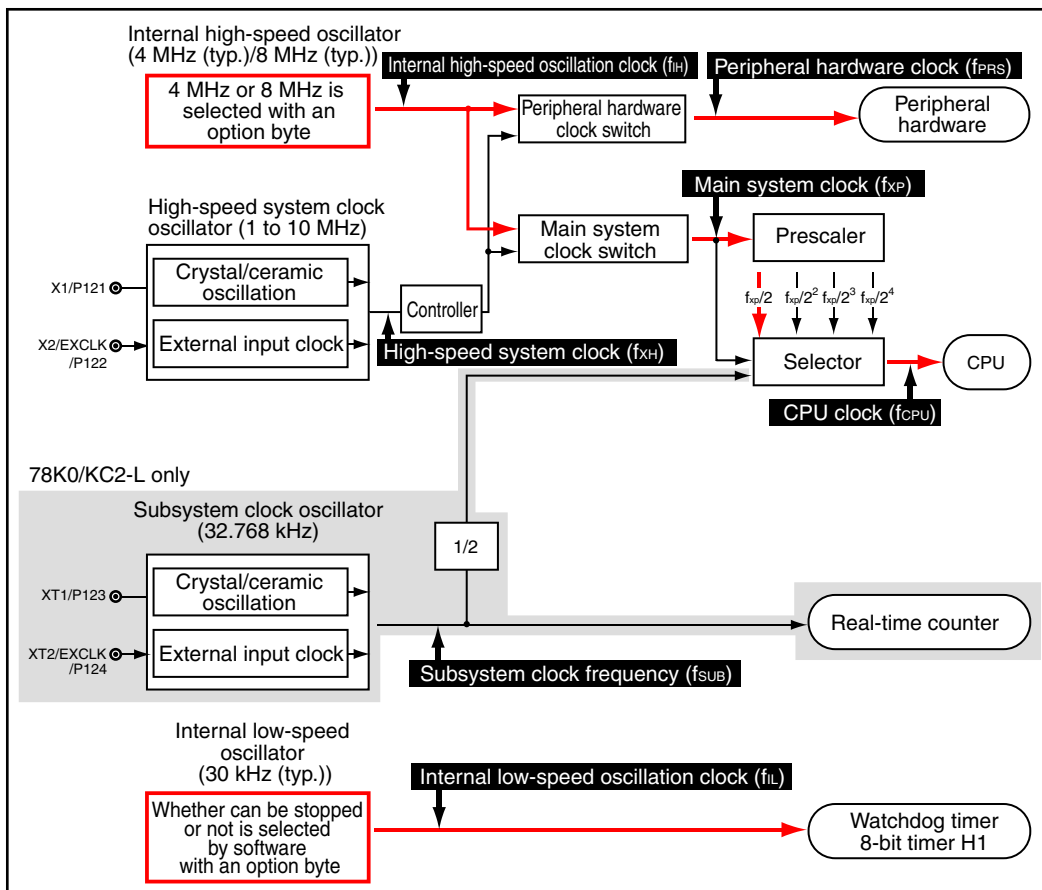 Internal high-speed oscillator
(4 MHz (typ.)/8 MHz (typ.))
4 MHz or 8 MHz is
selected with an
option byte
Internal high-speed oscillation clock (fIH)
Peripheral hardware clock (fPRS)
Peripheral hardware
clock switch
Peripheral
hardware
Main system clock (fXP)
High-speed system clock
oscillator (1 to 10 MHz)
Main system
clock switch
Prescaler
X1/P121
Crystal/ceramic
oscillation
X2/EXCLK
/P122
External input clock
Controller
High-speed system clock (fXH)
fxp/2 fxp/2² fxp/2³ fxp/2⁴
Selector
CPU
CPU clock (fCPU)
78K0/KC2-L only
Subsystem clock oscillator
(32.768 kHz)
1/2
XT1/P123
Crystal/ceramic
oscillation
XT2/EXCLK
/P124
External input clock
Real-time counter
Subsystem clock frequency (fSUB)
Internal low-speed
oscillator
(30 kHz (typ.))
Whether can be stopped
or not is selected
by software
with an option byte
Internal low-speed oscillation clock (fIL)
Watchdog timer
8-bit timer H1